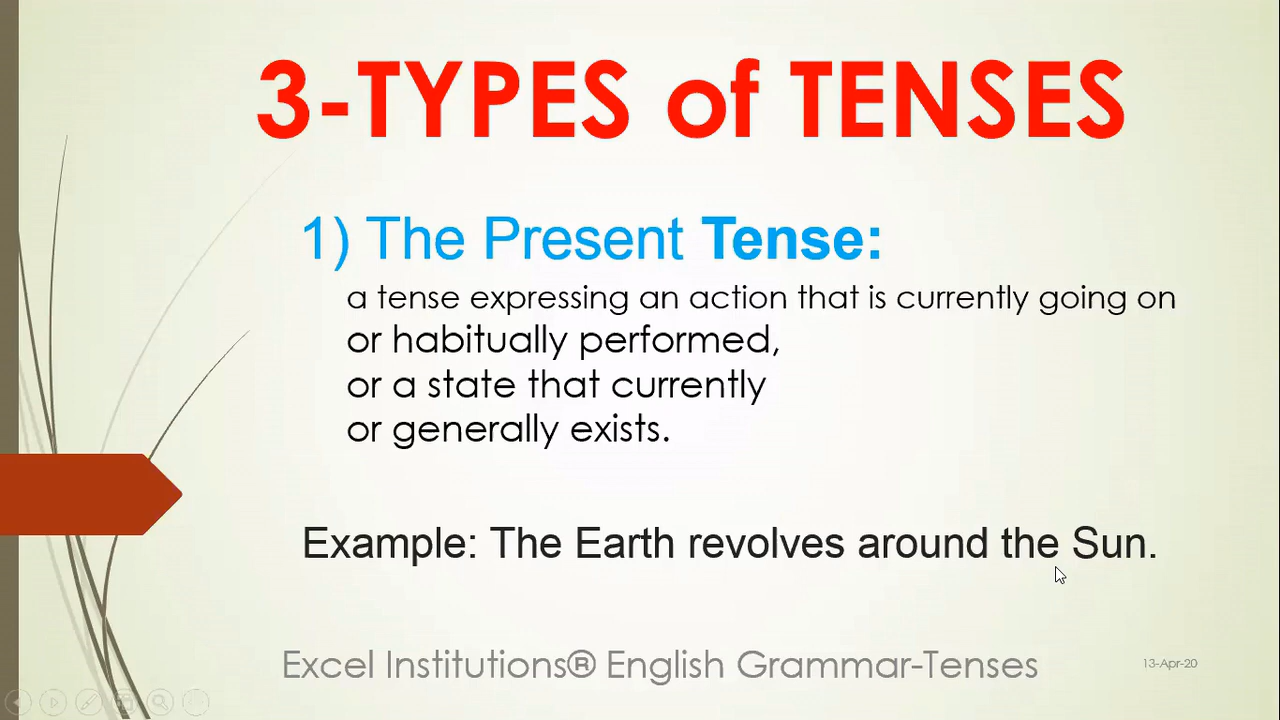 3-TYPES of TENSES
1) The Present Tense:
a tense expressing an action that is currently going on
or habitually performed,
or a state that currently
or generally exists.
Example: The Earth revolves around the Sun.
Excel Institutions® English Grammar-Tenses
13-Apr-20